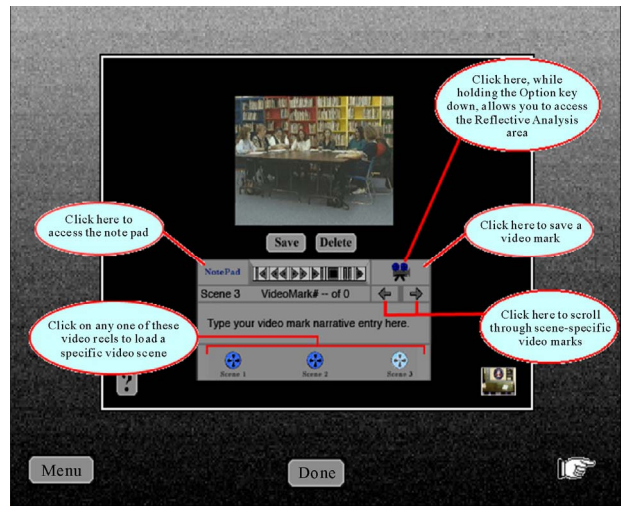 Click here, while
holding the Option key
down, allows you to access
the Reflective Analysis
area
Click here to
access the note pad
Click here to save a
video mark
Save Delete
NotePad
Scene 3 VideoMark# -- of 0
Click here to scroll
through scene-specific
video marks
Click on any one of these
video reels to load a
specific video scene
Type your video mark narrative entry here.
Scene 1 Scene 2 Scene 3
?
Menu Done